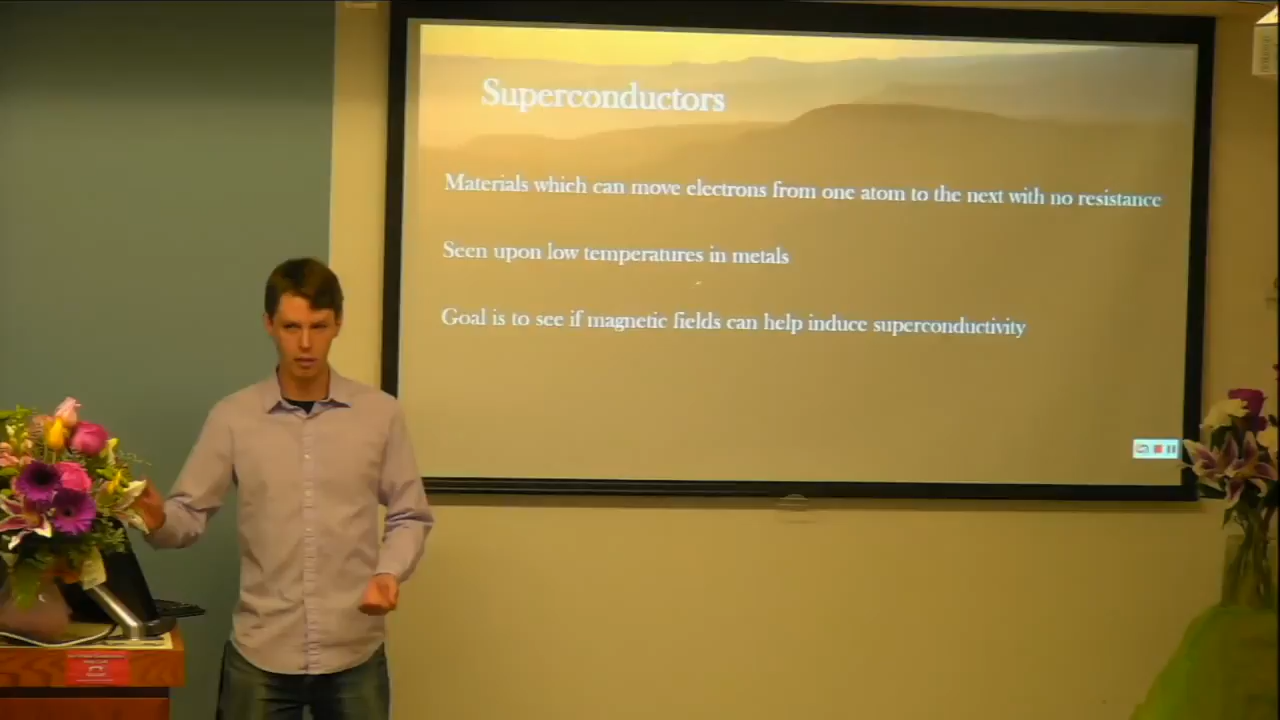 Superconductors
Materials which can move electrons from one atom to the next with no resistance
Seen upon low temperatures in metals
Goal is to see if magnetic fields can help induce superconductivity